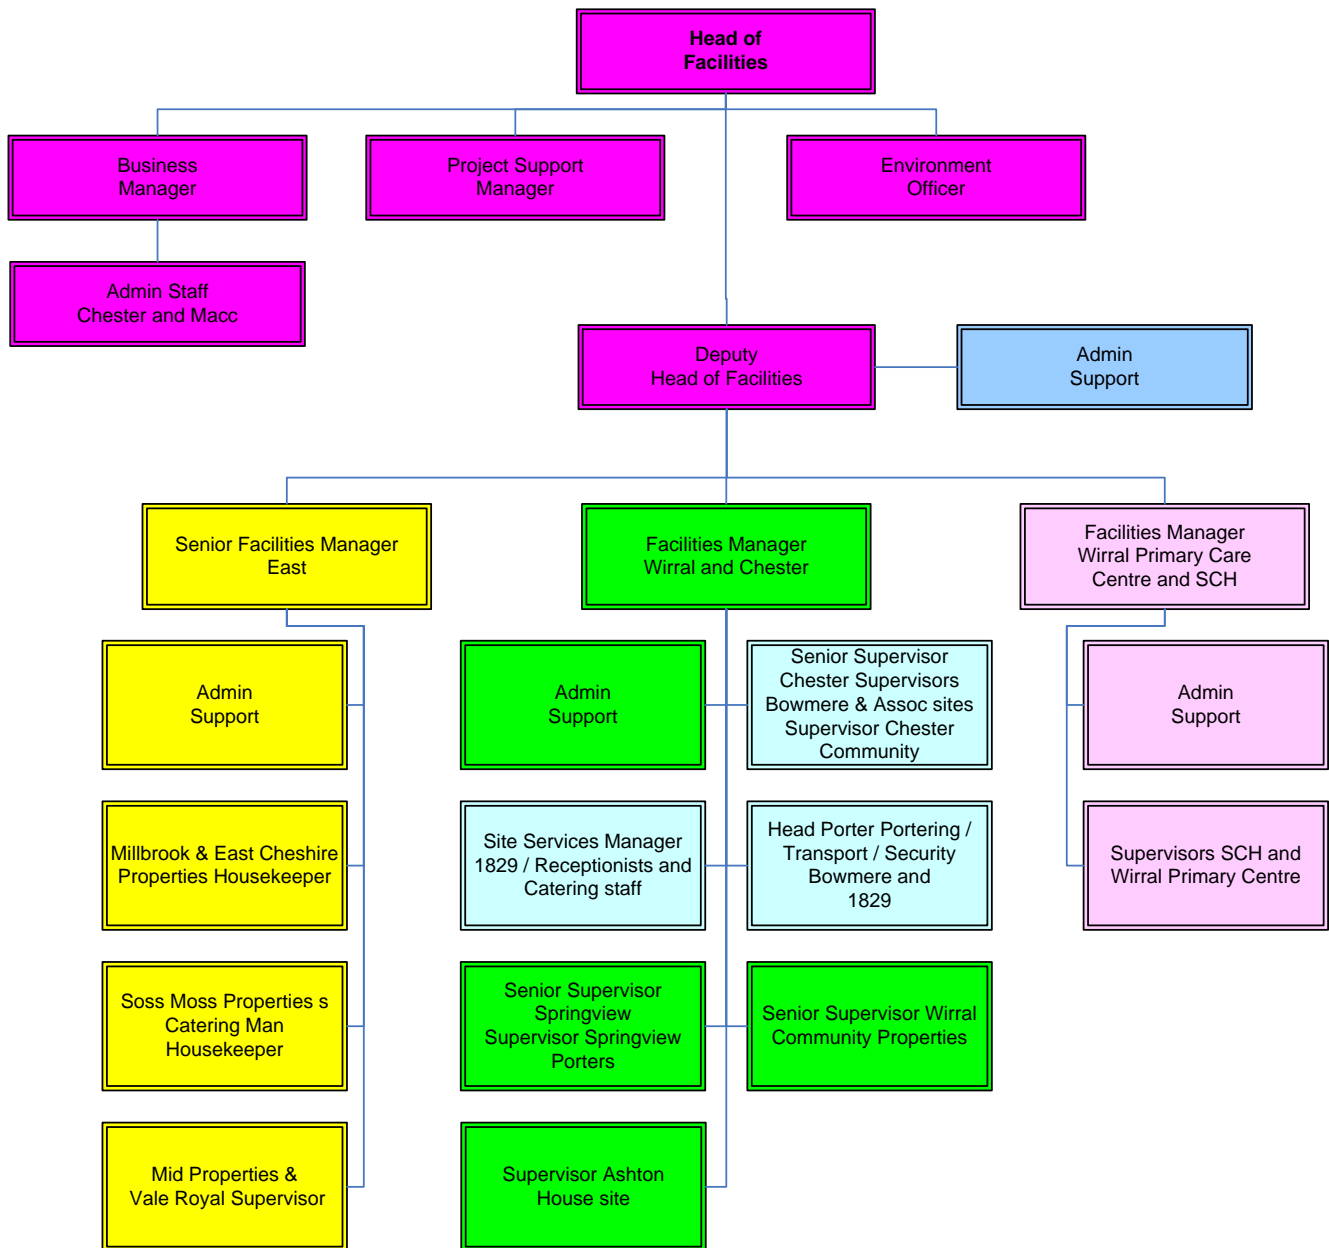 Head of
Facilities
Business
Manager
Project Support
Manager
Environment
Officer
Admin Staff
Chester and Macc
Deputy
Head of Facilities
Admin
Support
Senior Facilities Manager
East
Facilities Manager
Wirral and Chester
Facilities Manager
Wirral Primary Care
Centre and SCH
Admin
Support
Admin
Support
Senior Supervisor
Chester Supervisors
Bowmere & Assoc sites
Supervisor Chester
Community
Admin
Support
Millbrook & East Cheshire
Properties Housekeeper
Site Services Manager
1829 / Receptionists and
Catering staff
Head Porter Portering /
Transport / Security
Bowmere and
1829
Supervisors SCH and
Wirral Primary Centre
Soss Moss Properties s
Catering Man
Housekeeper
Senior Supervisor
Springview
Supervisor Springview
Porters
Senior Supervisor Wirral
Community Properties
Mid Properties &
Vale Royal Supervisor
Supervisor Ashton
House site